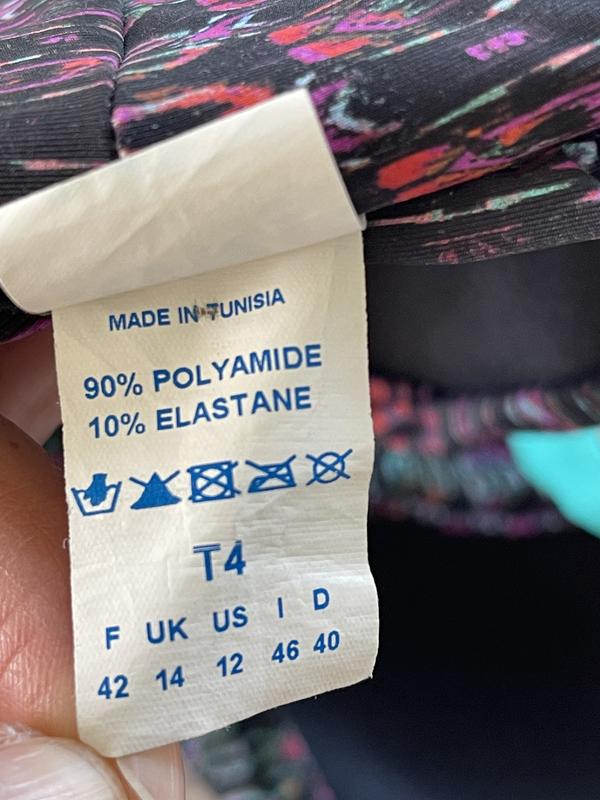 MADE IN TUNISIA
90% POLYAMIDE
10% ELASTANE
T4
F UK US I D
42 14 12 46 40